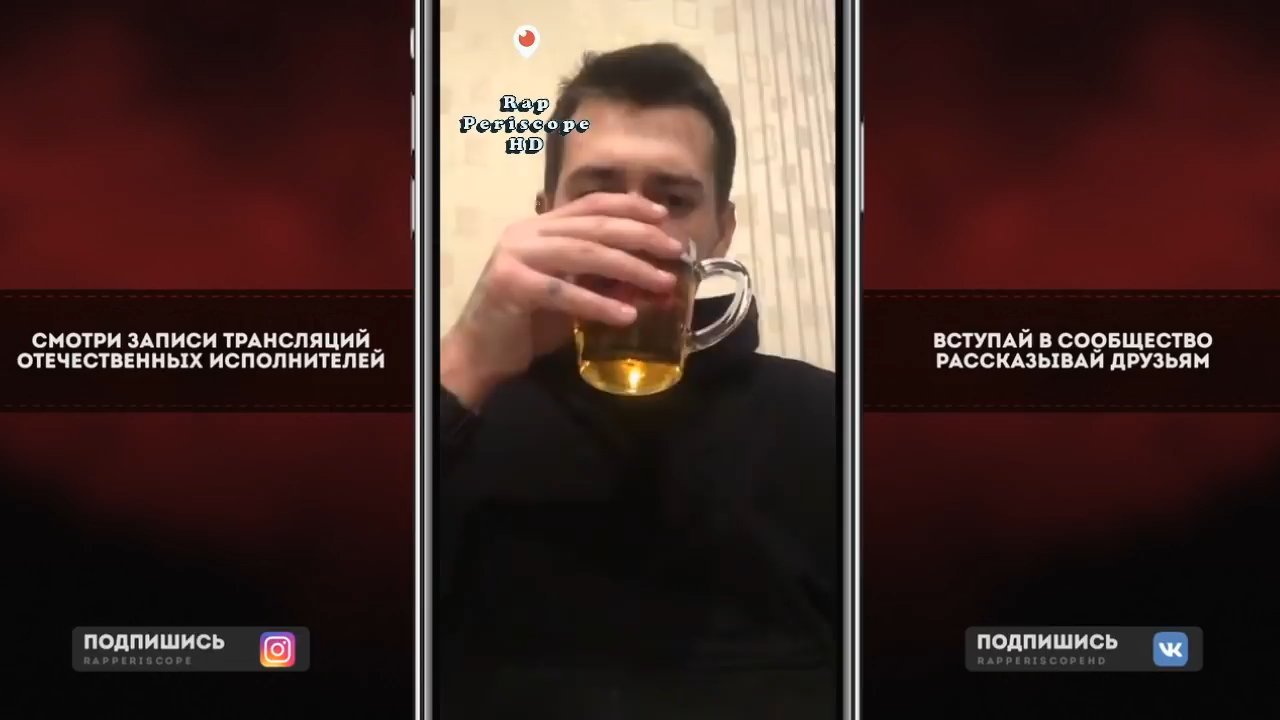 Rap
Periscope
HD
СМОТРИ ЗАПИСИ ТРАНСЛЯЦИЙ
ОТЕЧЕСТВЕННЫХ ИСПОЛНИТЕЛЕЙ
ВСТУПАЙ В СООБЩЕСТВО
РАССКАЗЫВАЙ ДРУЗЬЯМ
ПОДПИШИСЬ
RAPPERISCOPE
ПОДПИШИСЬ
RAPPERISCOPEHD